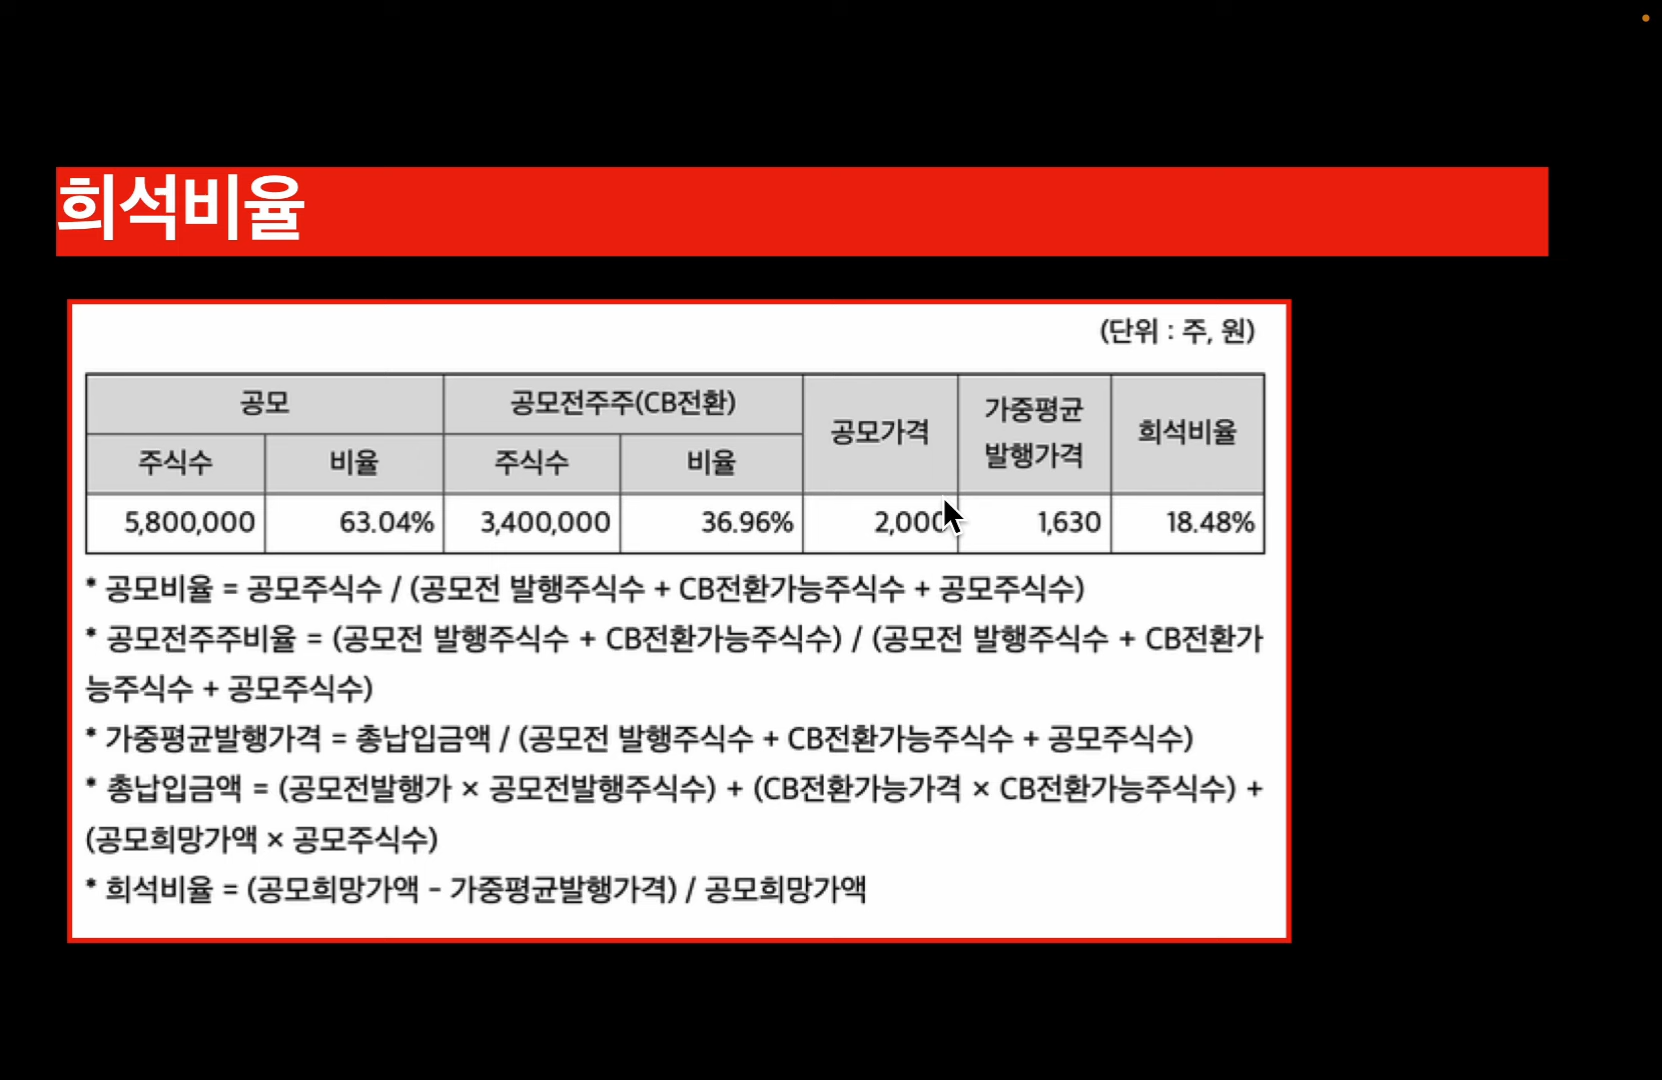 희석비율
(단위 : 주, 원)
공모 공모전주주(CB전환) 공모가격 가중평균 발행가격 희석비율
주식수 비율 주식수 비율
5,800,000 63.04% 3,400,000 36.96% 2,000 1,630 18.48%
* 공모비율 = 공모주식수 / (공모전 발행주식수 + CB전환가능주식수 + 공모주식수)
* 공모전주주비율 = (공모전 발행주식수 + CB전환가능주식수) / (공모전 발행주식수 + CB전환가
능주식수 + 공모주식수)
* 가중평균발행가격 = 총납입금액 / (공모전 발행주식수 + CB전환가능주식수 + 공모주식수)
* 총납입금액 = (공모전발행가 × 공모전발행주식수) + (CB전환가능가격 × CB전환가능주식수) +
(공모희망가액 × 공모주식수)
* 희석비율 = (공모희망가액 - 가중평균발행가격) / 공모희망가액